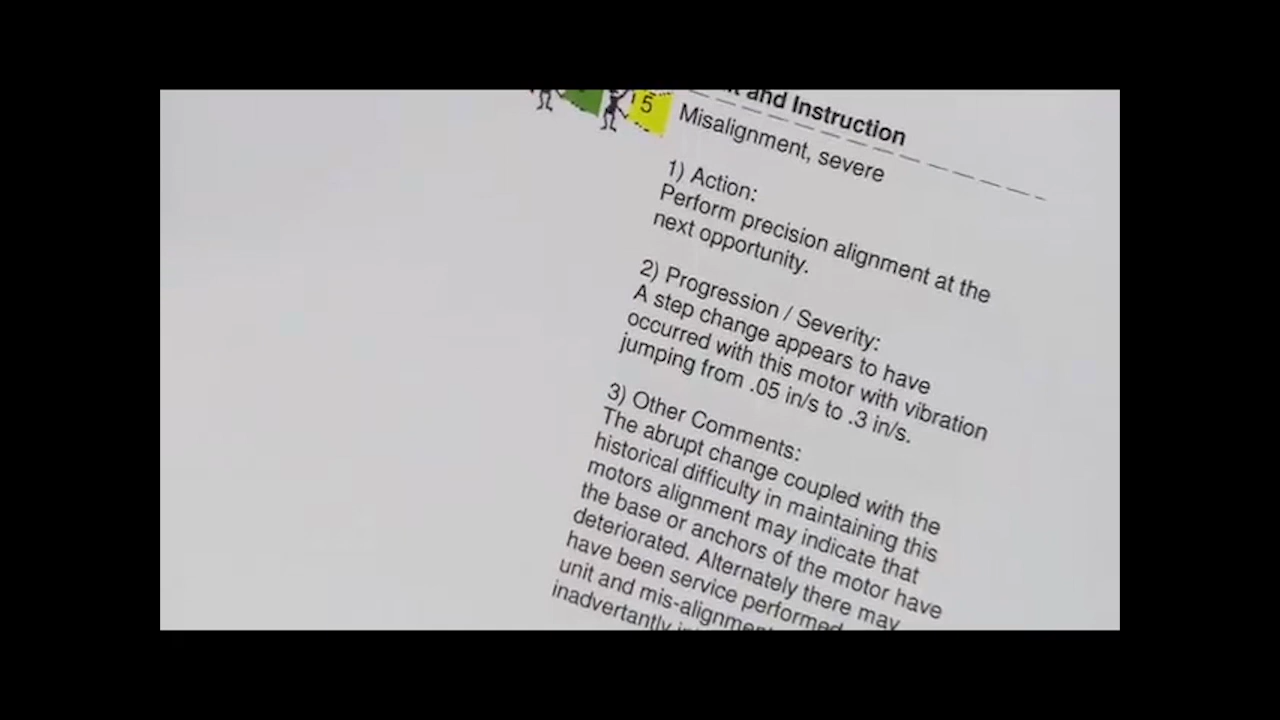 and Instruction
5
Misalignment, severe
1) Action:
Perform precision alignment at the
next opportunity.
2) Progression / Severity:
A step change appears to have
occurred with this motor with vibration
jumping from .05 in/s to .3 in/s.
3) Other Comments:
The abrupt change coupled with the
historical difficulty in maintaining this
motors alignment may indicate that
the base or anchors of the motor have
deteriorated. Alternately there may
have been service performed
unit and mis-alignment
inadvertantly